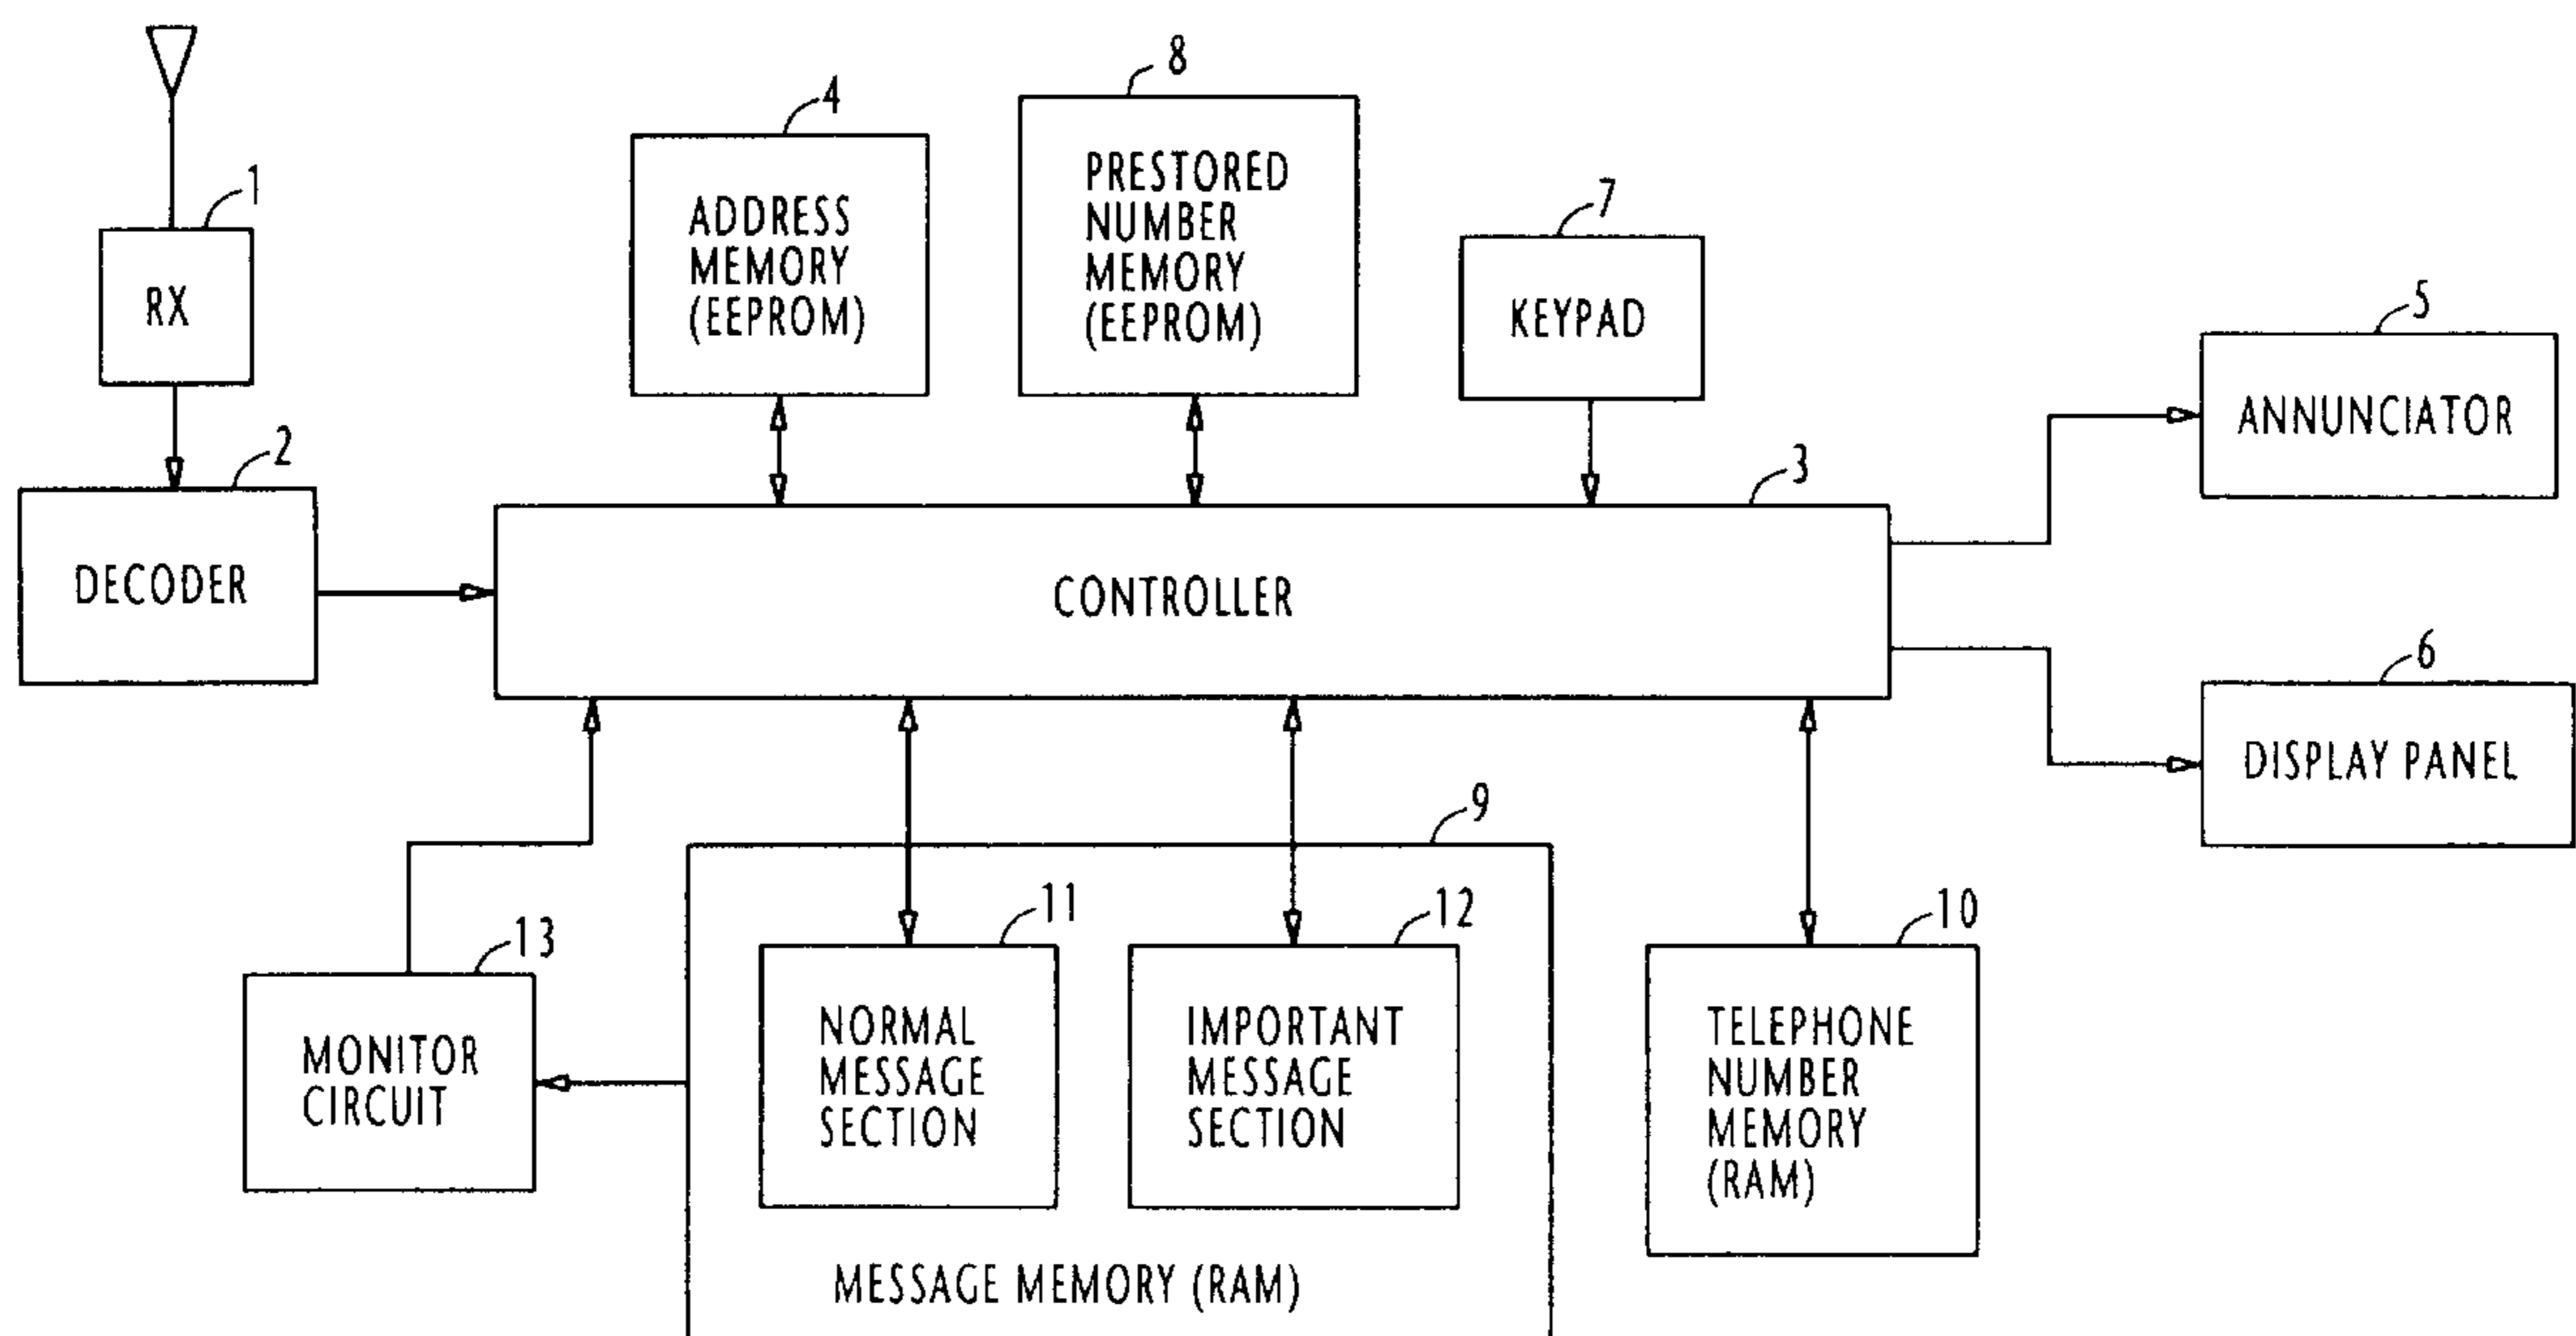 8
4
PRESTORED
NUMBER
MEMORY
(EEPROM)
1
ADDRESS
MEMORY
(EEPROM)
7
KEYPAD
RX
5
ANNUNCIATOR
2
3
DECODER
CONTROLLER
6
DISPLAY PANEL
9
11
12
10
13
NORMAL
MESSAGE
SECTION
IMPORTANT
MESSAGE
SECTION
TELEPHONE
NUMBER
MEMORY
(RAM)
MONITOR
CIRCUIT
MESSAGE MEMORY (RAM)